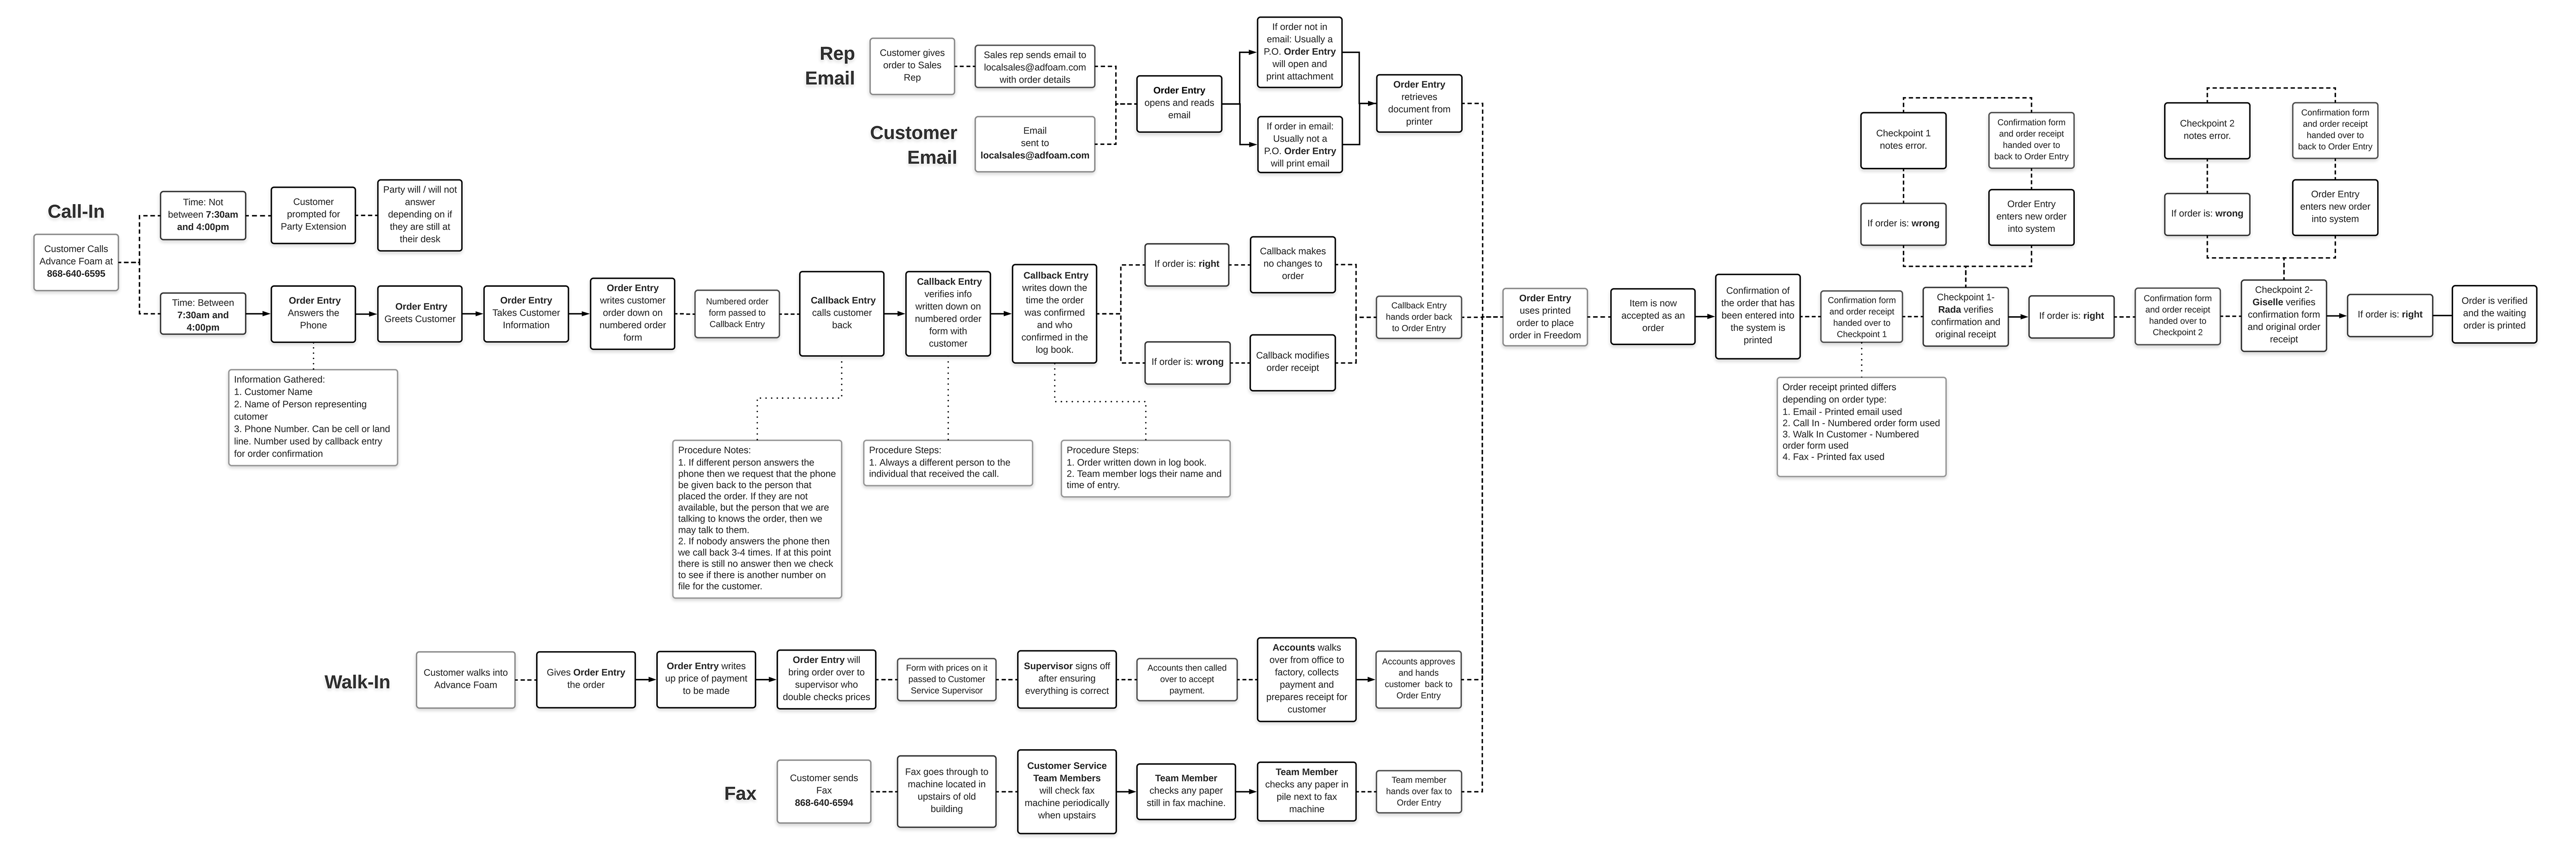 Rep
Email
Customer gives
order to Sales
Rep
Sales rep sends email to
localsales@adfoam.com
with order details
Customer
Email
Email
sent to
localsales@adfoam.com
Order Entry
opens and reads
email
If order not in
email: Usually a
P.O. Order Entry
will open and
print attachment
If order in email:
Usually not a
P.O. Order Entry
will print email
Order Entry
retrieves
document from
printer
Call-In
Customer Calls
Advance Foam at
868-640-6595
Time: Not
between 7:30am
and 4:00pm
Customer
prompted for
Party Extension
Party will / will not
answer
depending on if
they are still at
their desk
Time: Between
7:30am and
4:00pm
Order Entry
Answers the
Phone
Order Entry
Greets Customer
Order Entry
Takes Customer
Information
Order Entry
writes customer
order down on
numbered order
form
Numbered order
form passed to
Callback Entry
Callback Entry
calls customer
back
Callback Entry
verifies info
written down on
numbered order
form with
customer
Callback Entry
writes down the
time the order
was confirmed
and who
confirmed in the
log book.
If order is: right
Callback makes
no changes to
order
If order is: wrong
Callback modifies
order receipt
Callback Entry
hands order back
to Order Entry
Information Gathered:
1. Customer Name
2. Name of Person representing
cutomer
3. Phone Number. Can be cell or land
line. Number used by callback entry
for order confirmation
Procedure Notes:
1. If different person answers the
phone then we request that the phone
be given back to the person that
placed the order. If they are not
available, but the person that we are
talking to knows the order, then we
may talk to them.
2. If nobody answers the phone then
we call back 3-4 times. If at this point
there is still no answer then we check
to see if there is another number on
file for the customer.
Procedure Steps:
1. Always a different person to the
individual that received the call.
Procedure Steps:
1. Order written down in log book.
2. Team member logs their name and
time of entry.
Order Entry
uses printed
order to place
order in Freedom
Item is now
accepted as an
order
Confirmation of
the order that has
been entered into
the system is
printed
Confirmation form
and order receipt
handed over to
Checkpoint 1
Checkpoint 1-
Rada verifies
confirmation and
original receipt
If order is: right
Confirmation form
and order receipt
handed over to
Checkpoint 2
Checkpoint 2-
Giselle verifies
confirmation form
and original order
receipt
If order is: right
Order is verified
and the waiting
order is printed
Checkpoint 1
notes error.
Confirmation form
and order receipt
handed over to
back to Order Entry
If order is: wrong
Order Entry
enters new order
into system
Checkpoint 2
notes error.
Confirmation form
and order receipt
handed over to
back to Order Entry
If order is: wrong
Order Entry
enters new order
into system
Order receipt printed differs
depending on order type:
1. Email - Printed email used
2. Call In - Numbered order form used
3. Walk In Customer - Numbered
order form used
4. Fax - Printed fax used
Walk-In
Customer walks into
Advance Foam
Gives Order Entry
the order
Order Entry writes
up price of payment
to be made
Order Entry will
bring order over to
supervisor who
double checks prices
Form with prices on it
passed to Customer
Service Supervisor
Supervisor signs off
after ensuring
everything is correct
Accounts then called
over to accept
payment.
Accounts walks
over from office to
factory, collects
payment and
prepares receipt for
customer
Accounts approves
and hands
customer back to
Order Entry
Fax
Customer sends
Fax
868-640-6594
Fax goes through to
machine located in
upstairs of old
building
Customer Service
Team Members
will check fax
machine periodically
when upstairs
Team Member
checks any paper
still in fax machine.
Team Member
checks any paper in
pile next to fax
machine
Team member
hands over fax to
Order Entry